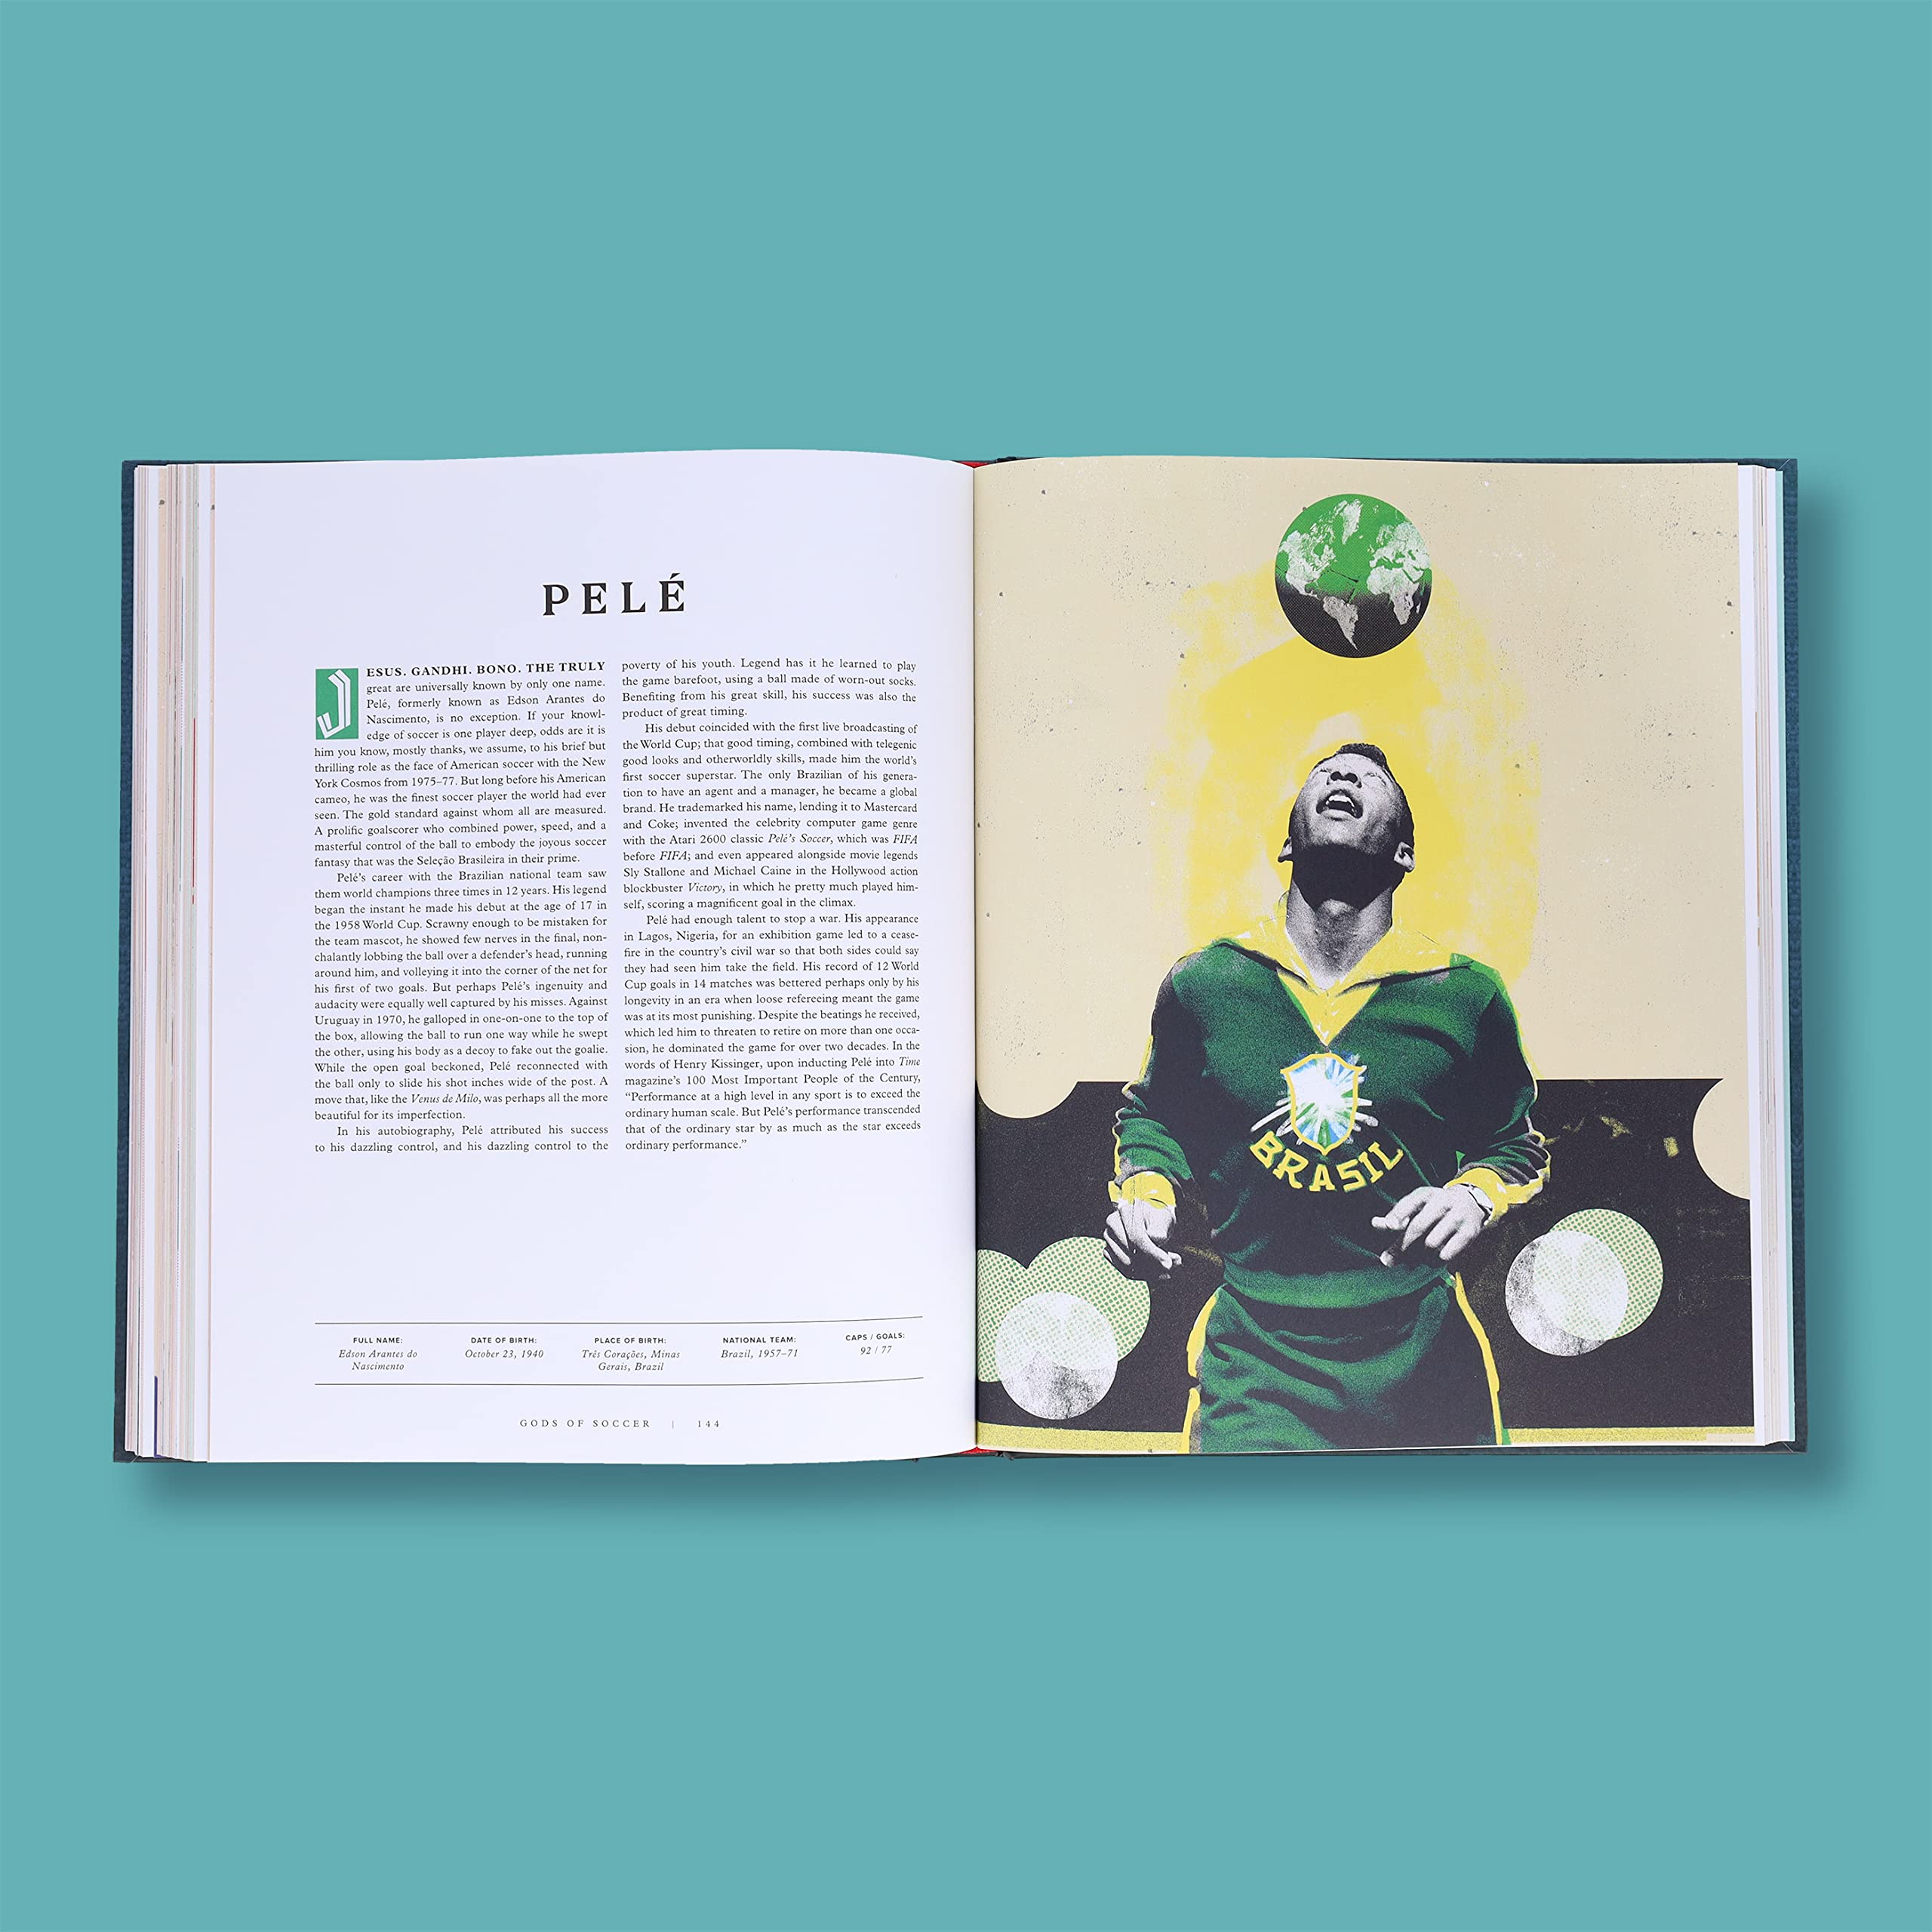 PELÉ
JESUS. GANDHI. BONO. THE TRULY
great are universally known by only one name.
Pelé, formerly known as Edson Arantes do
Nascimento, is no exception. If your knowl-
edge of soccer is one player deep, odds are it is
him you know, mostly thanks, we assume, to his brief but
thrilling role as the face of American soccer with the New
York Cosmos from 1975–77. But long before his American
cameo, he was the finest soccer player the world had ever
seen. The gold standard against whom all are measured.
A prolific goalscorer who combined power, speed, and a
masterful control of the ball to embody the joyous soccer
fantasy that was the Seleção Brasileira in their prime.
Pelé’s career with the Brazilian national team saw
them world champions three times in 12 years. His legend
began the instant he made his debut at the age of 17 in
the 1958 World Cup. Scrawny enough to be mistaken for
the team mascot, he showed few nerves in the final, non-
chalantly lobbing the ball over a defender’s head, running
around him, and volleying it into the corner of the net for
his first of two goals. But perhaps Pelé’s ingenuity and
audacity were equally well captured by his misses. Against
Uruguay in 1970, he galloped in one-on-one to the top of
the box, allowing the ball to run one way while he swept
the other, using his body as a decoy to fake out the goalie.
While the open goal beckoned, Pelé reconnected with
the ball only to slide his shot inches wide of the post. A
move that, like the Venus de Milo, was perhaps all the more
beautiful for its imperfection.
In his autobiography, Pelé attributed his success
to his dazzling control, and his dazzling control to the
poverty of his youth. Legend has it he learned to play
the game barefoot, using a ball made of worn-out socks.
Benefiting from his great skill, his success was also the
product of great timing.
His debut coincided with the first live broadcasting of
the World Cup; that good timing, combined with telegenic
good looks and otherworldly skills, made him the world’s
first soccer superstar. The only Brazilian of his genera-
tion to have an agent and a manager, he became a global
brand. He trademarked his name, lending it to Mastercard
and Coke; invented the celebrity computer game genre
with the Atari 2600 classic Pelé’s Soccer, which was FIFA
before FIFA; and even appeared alongside movie legends
Sly Stallone and Michael Caine in the Hollywood action
blockbuster Victory, in which he pretty much played him-
self, scoring a magnificent goal in the climax.
Pelé had enough talent to stop a war. His appearance
in Lagos, Nigeria, for an exhibition game led to a cease-
fire in the country’s civil war so that both sides could say
they had seen him take the field. His record of 12 World
Cup goals in 14 matches was bettered perhaps only by his
longevity in an era when loose refereeing meant the game
was at its most punishing. Despite the beatings he received,
which led him to threaten to retire on more than one occa-
sion, he dominated the game for over two decades. In the
words of Henry Kissinger, upon inducting Pelé into Time
magazine’s 100 Most Important People of the Century,
“Performance at a high level in any sport is to exceed the
ordinary human scale. But Pelé’s performance transcended
that of the ordinary star by as much as the star exceeds
ordinary performance.”
FULL NAME:
Edson Arantes do
Nascimento
DATE OF BIRTH:
October 23, 1940
PLACE OF BIRTH:
Três Corações, Minas
Gerais, Brazil
NATIONAL TEAM:
Brazil, 1957–71
CAPS / GOALS:
92 / 77
GODS OF SOCCER | 144
BRASIL